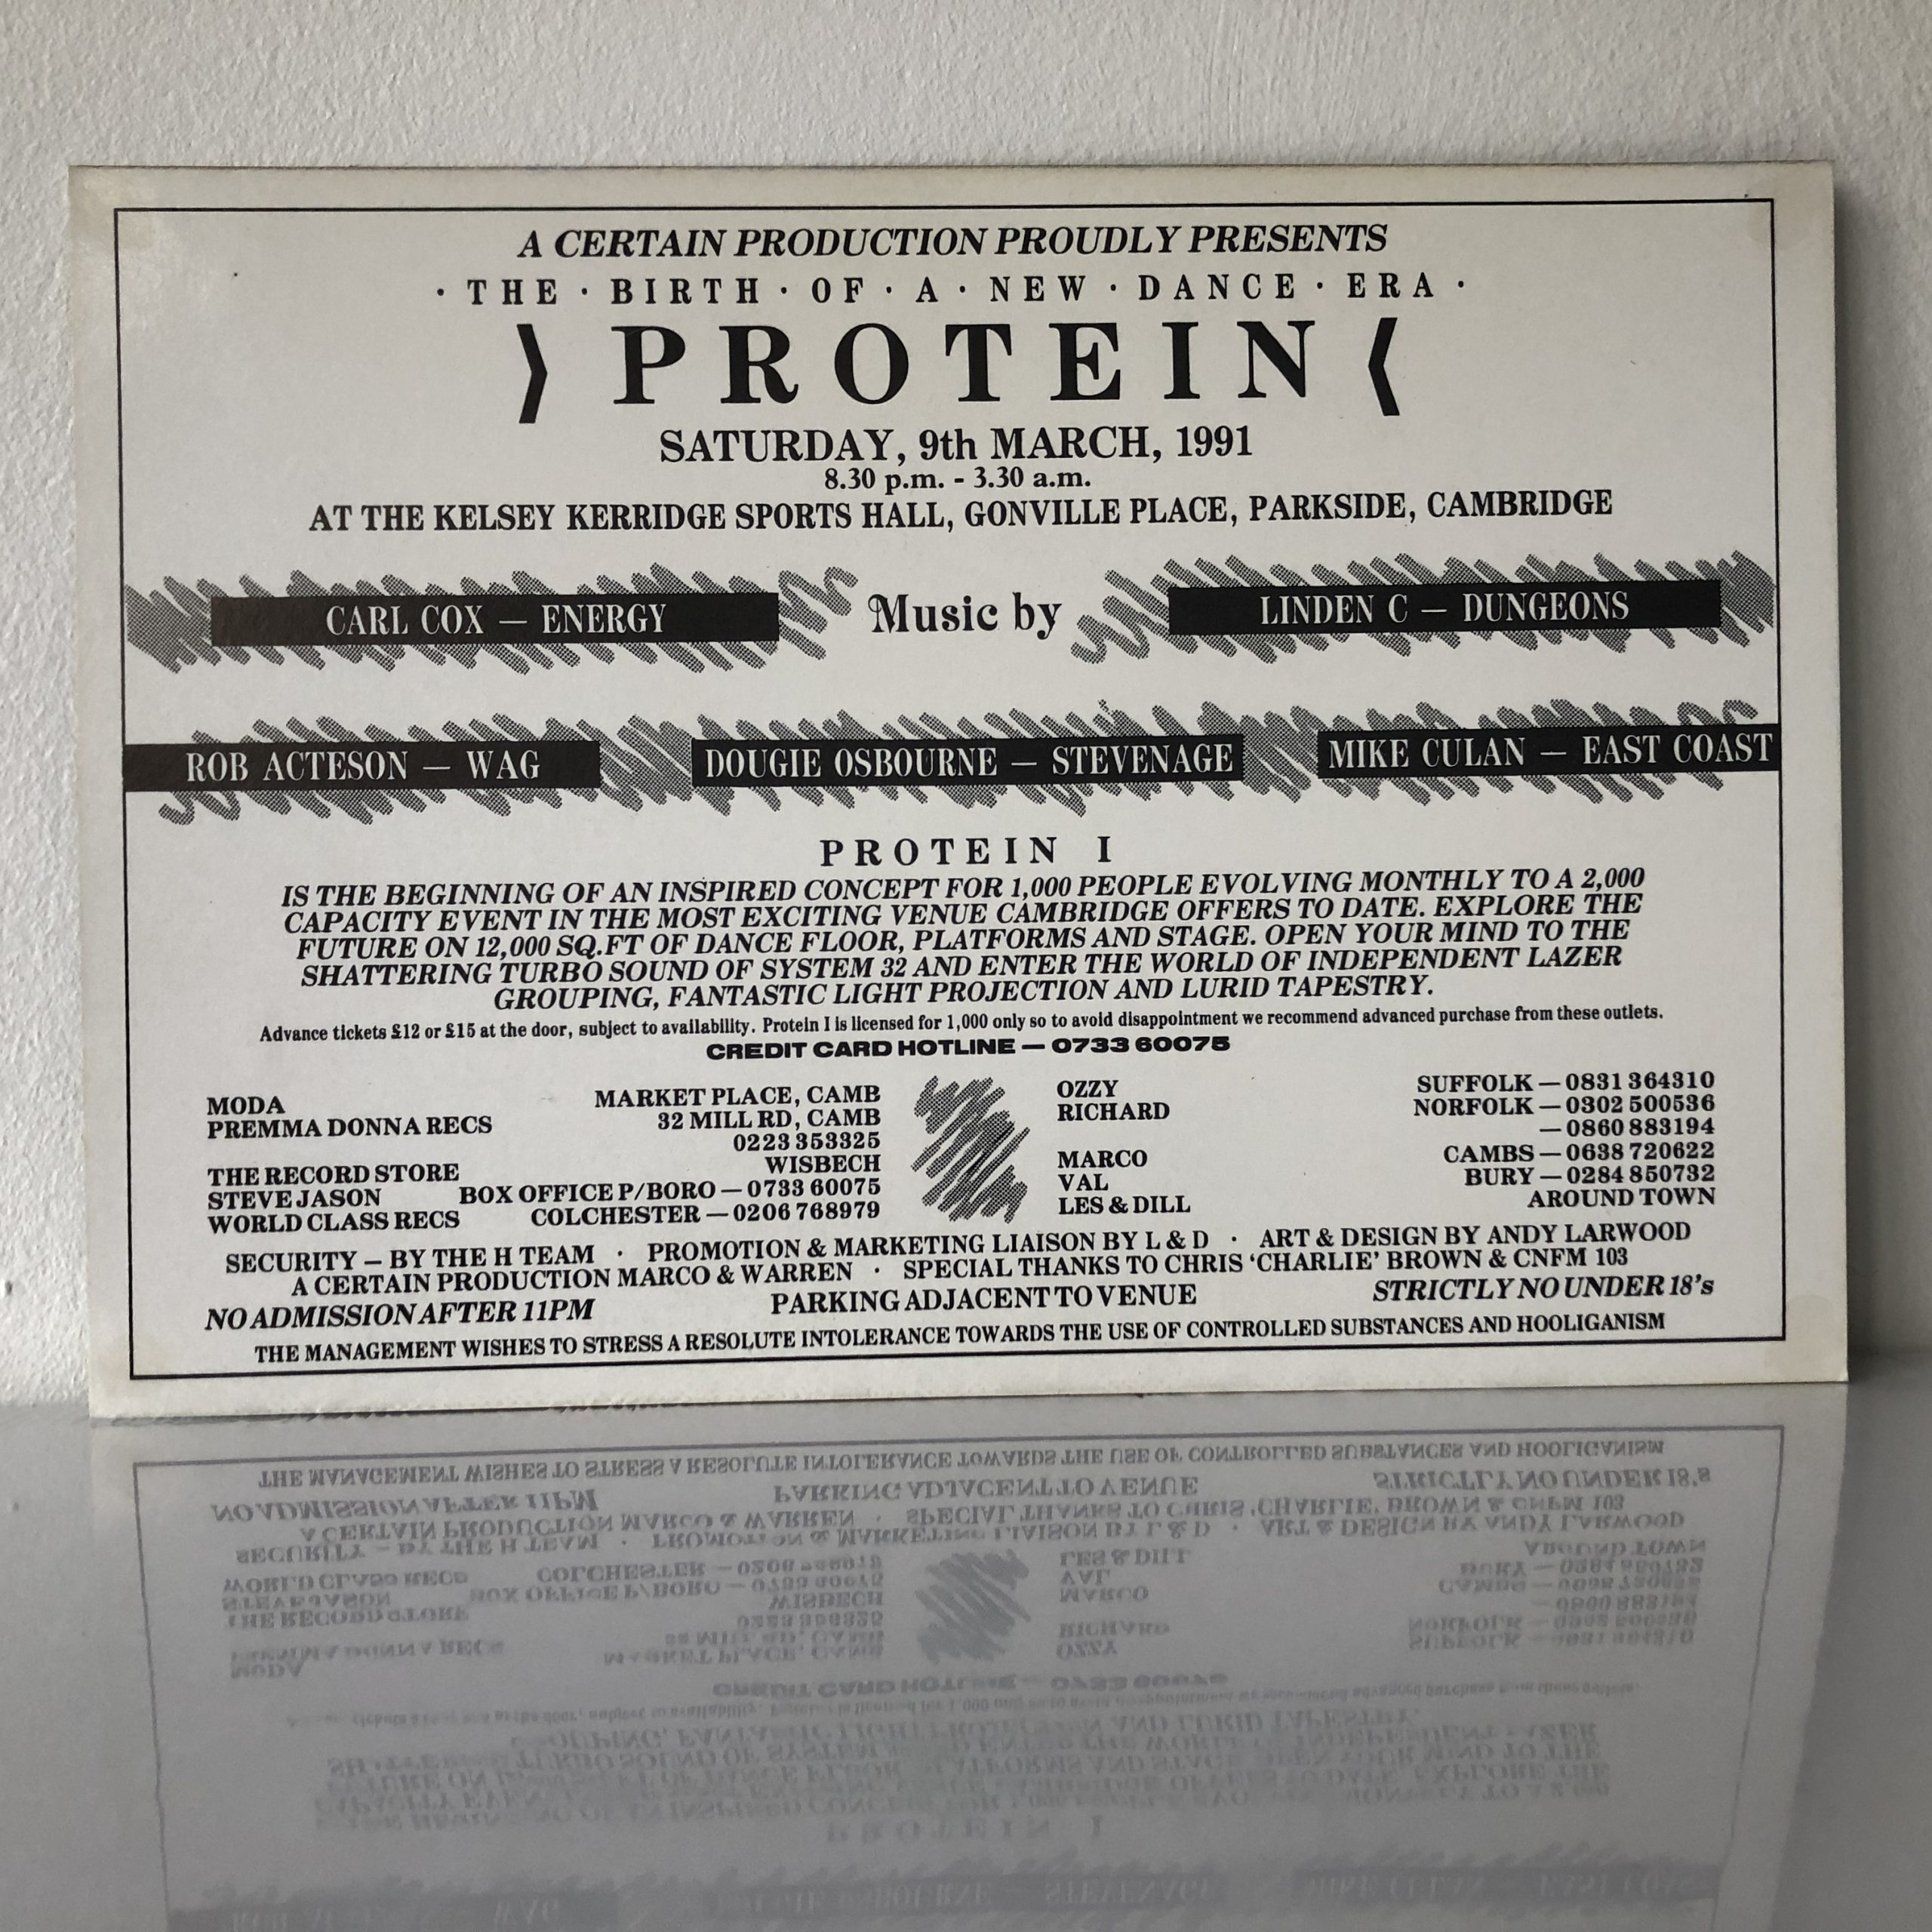 A CERTAIN PRODUCTION PROUDLY PRESENTS
· THE · BIRTH · OF · A · NEW · DANCE · ERA ·
⟩ PROTEIN ⟨
SATURDAY, 9th MARCH, 1991
8.30 p.m. - 3.30 a.m.
AT THE KELSEY KERRIDGE SPORTS HALL, GONVILLE PLACE, PARKSIDE, CAMBRIDGE
CARL COX — ENERGY Music by LINDEN C — DUNGEONS
ROB ACTESON — WAG DOUGIE OSBOURNE — STEVENAGE MIKE CULAN — EAST COAST
PROTEIN I
IS THE BEGINNING OF AN INSPIRED CONCEPT FOR 1,000 PEOPLE EVOLVING MONTHLY TO A 2,000
CAPACITY EVENT IN THE MOST EXCITING VENUE CAMBRIDGE OFFERS TO DATE. EXPLORE THE
FUTURE ON 12,000 SQ.FT OF DANCE FLOOR, PLATFORMS AND STAGE. OPEN YOUR MIND TO THE
SHATTERING TURBO SOUND OF SYSTEM 32 AND ENTER THE WORLD OF INDEPENDENT LAZER
GROUPING, FANTASTIC LIGHT PROJECTION AND LURID TAPESTRY.
Advance tickets £12 or £15 at the door, subject to availability. Protein I is licensed for 1,000 only so to avoid disappointment we recommend advanced purchase from these outlets.
CREDIT CARD HOTLINE — 0733 60075
MODA MARKET PLACE, CAMB
PREMMA DONNA RECS 32 MILL RD, CAMB
0223 353325
THE RECORD STORE WISBECH
STEVE JASON BOX OFFICE P/BORO — 0733 60075
WORLD CLASS RECS COLCHESTER — 0206 768979
OZZY SUFFOLK — 0831 364310
RICHARD NORFOLK — 0302 500536
— 0860 883194
MARCO CAMBS — 0638 720622
VAL BURY — 0284 850732
LES & DILL AROUND TOWN
SECURITY — BY THE H TEAM · PROMOTION & MARKETING LIAISON BY L & D · ART & DESIGN BY ANDY LARWOOD
A CERTAIN PRODUCTION MARCO & WARREN · SPECIAL THANKS TO CHRIS 'CHARLIE' BROWN & CNFM 103
NO ADMISSION AFTER 11PM PARKING ADJACENT TO VENUE STRICTLY NO UNDER 18's
THE MANAGEMENT WISHES TO STRESS A RESOLUTE INTOLERANCE TOWARDS THE USE OF CONTROLLED SUBSTANCES AND HOOLIGANISM